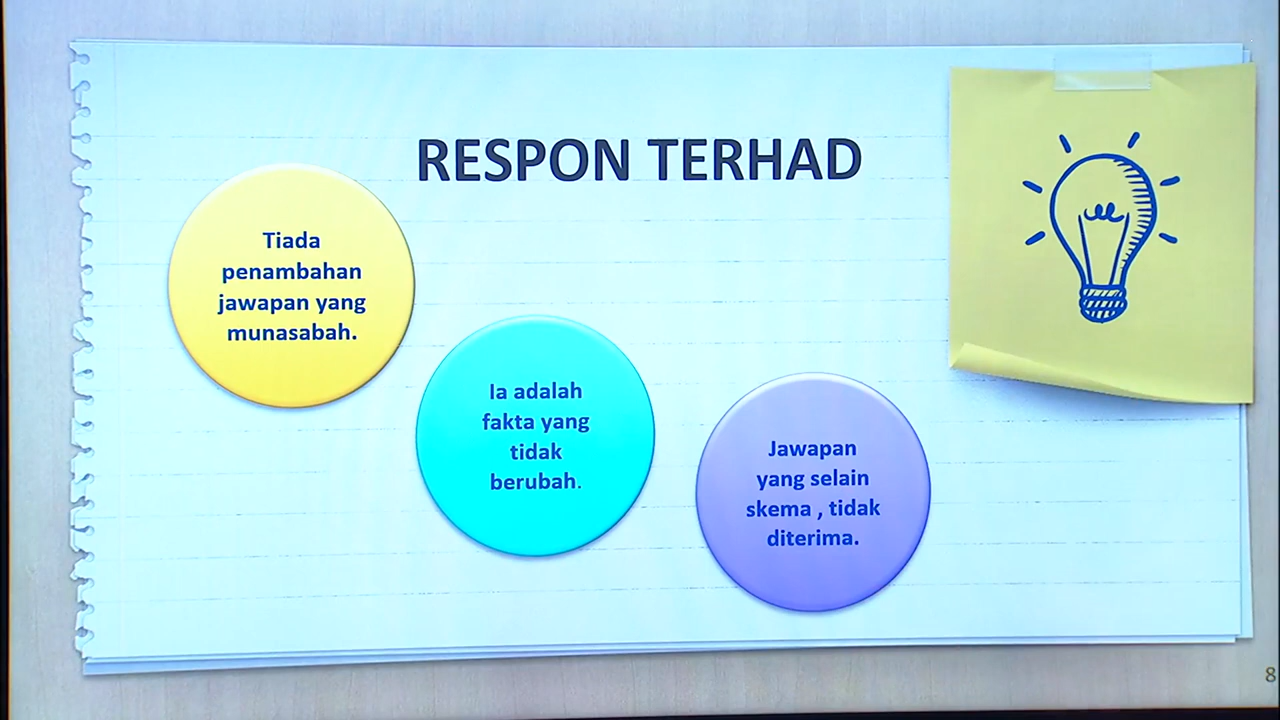 RESPON TERHAD
Tiada
penambahan
jawapan yang
munasabah.
Ia adalah
fakta yang
tidak
berubah.
Jawapan
yang selain
skema , tidak
diterima.
8